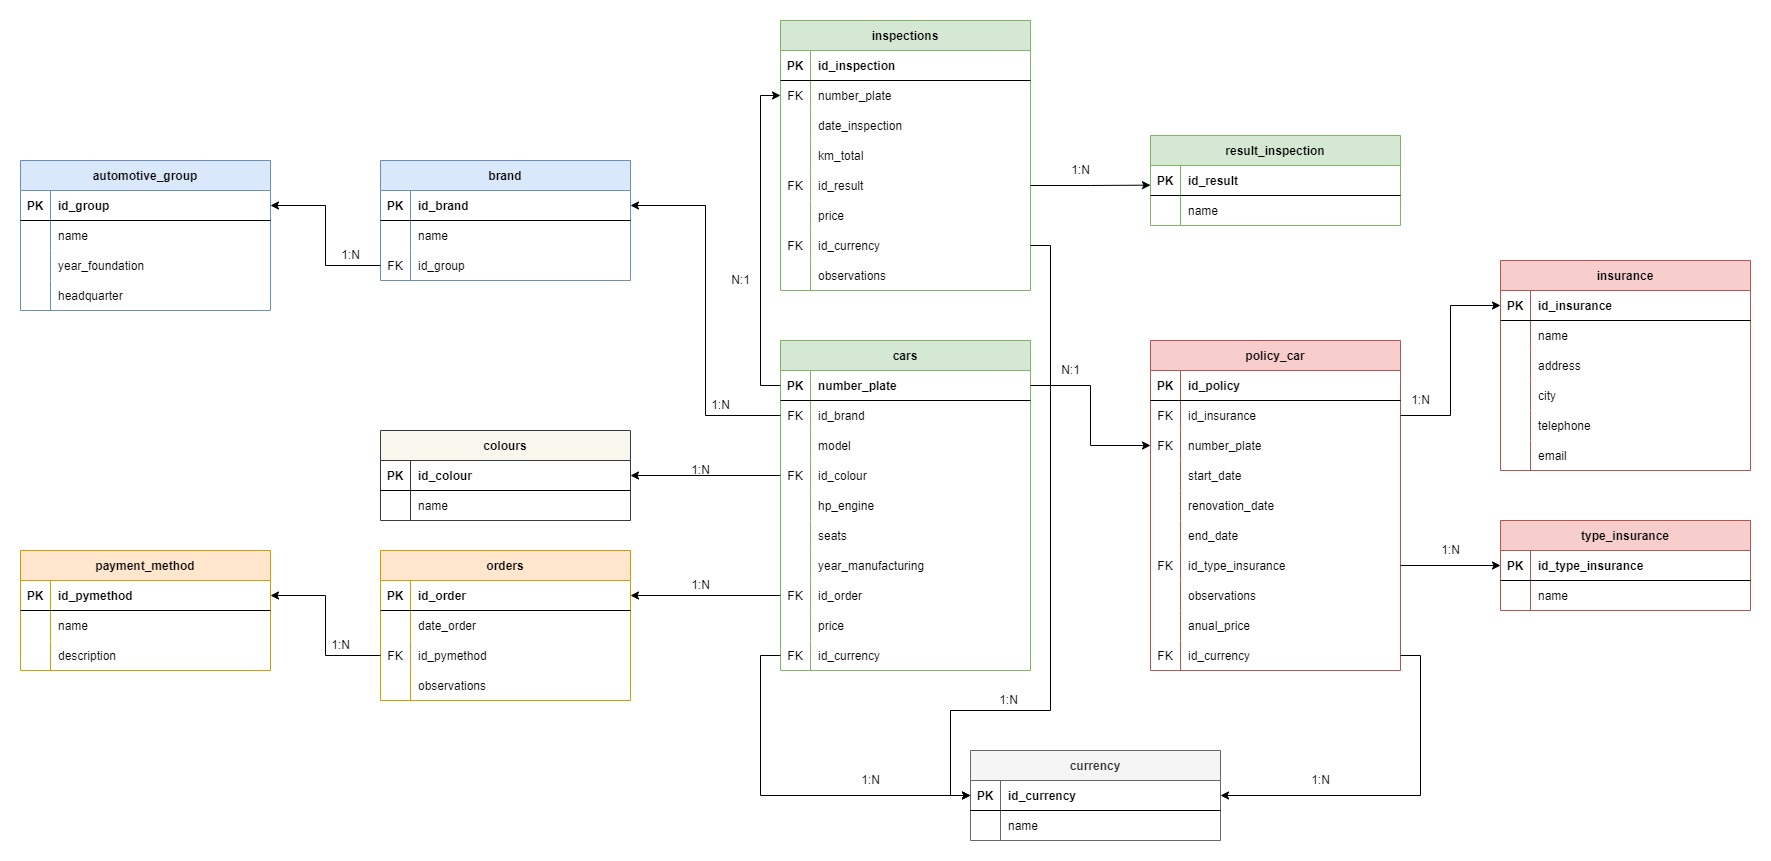 inspections
PK id_inspection
FK number_plate
date_inspection
km_total
FK id_result
price
FK id_currency
observations
1:N
result_inspection
PK id_result
name
automotive_group
PK id_group
name
year_foundation
headquarter
1:N
brand
PK id_brand
name
FK id_group
N:1
1:N
cars
PK number_plate
FK id_brand
model
FK id_colour
hp_engine
seats
year_manufacturing
FK id_order
price
FK id_currency
N:1
policy_car
PK id_policy
FK id_insurance
FK number_plate
start_date
renovation_date
end_date
FK id_type_insurance
observations
anual_price
FK id_currency
1:N
insurance
PK id_insurance
name
address
city
telephone
email
1:N
type_insurance
PK id_type_insurance
name
colours
PK id_colour
name
1:N
payment_method
PK id_pymethod
name
description
1:N
orders
PK id_order
date_order
FK id_pymethod
observations
1:N
1:N
1:N
1:N
currency
PK id_currency
name